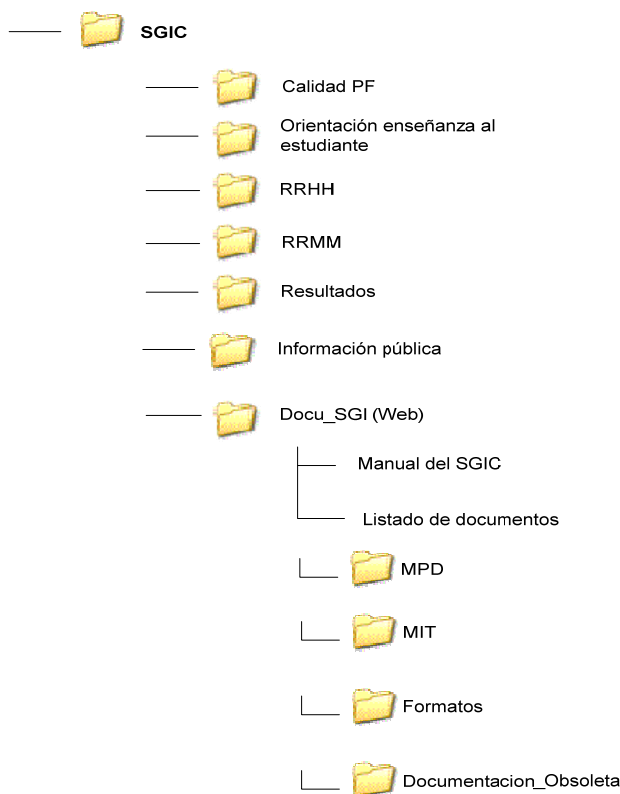 SGIC
Calidad PF
Orientación enseñanza al
estudiante
RRHH
RRMM
Resultados
Información pública
Docu_SGI (Web)
Manual del SGIC
Listado de documentos
MPD
MIT
Formatos
Documentacion_Obsoleta